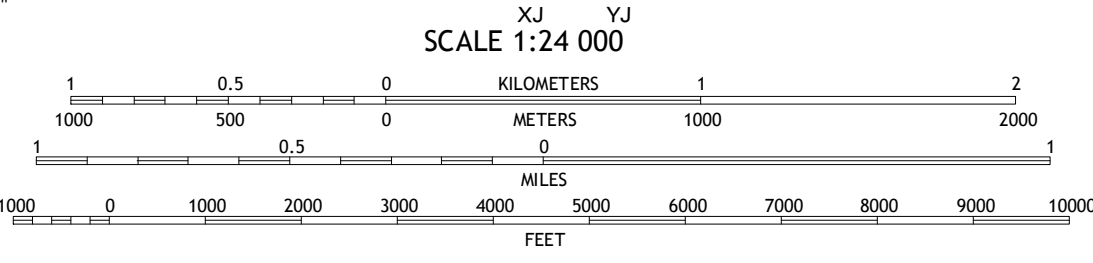 XJ YJ
SCALE 1:24 000
1 0.5 0 KILOMETERS 1 2
1000 500 0 METERS 1000 2000
1 0.5 0 1
MILES
1000 0 1000 2000 3000 4000 5000 6000 7000 8000 9000 10000
FEET